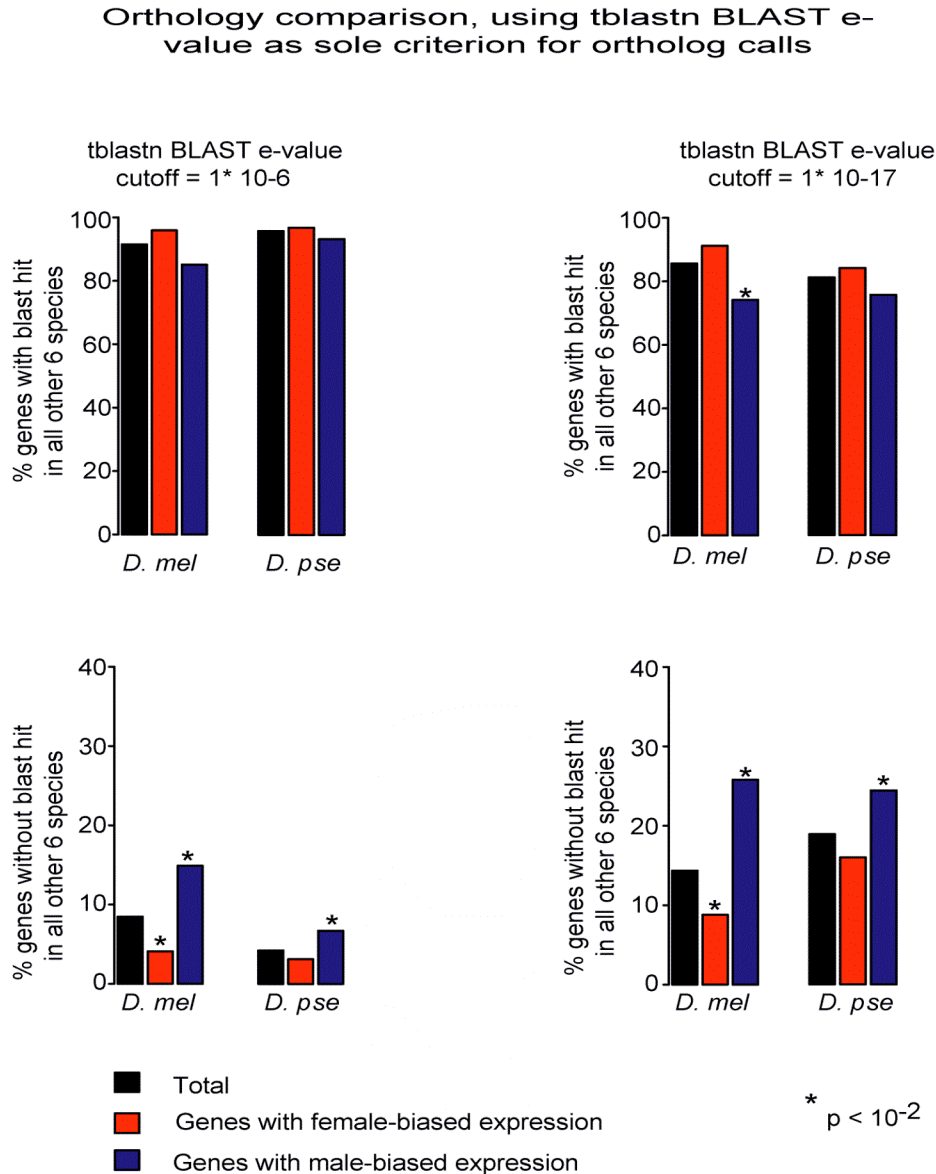 Orthology comparison, using tblastn BLAST e-
value as sole criterion for ortholog calls
tblastn BLAST e-value
cutoff = 1* 10-6
% genes with blast hit
in all other 6 species
100
80
60
40
20
0
D. mel
D. pse
tblastn BLAST e-value
cutoff = 1* 10-17
% genes with blast hit
in all other 6 species
100
80
60
40
20
0
*
D. mel
D. pse
% genes without blast hit
in all other 6 species
40
30
20
10
0
*
*
*
D. mel
D. pse
% genes without blast hit
in all other 6 species
40
30
20
10
0
*
*
*
D. mel
D. pse
Total
Genes with female-biased expression
Genes with male-biased expression
* p < 10-2